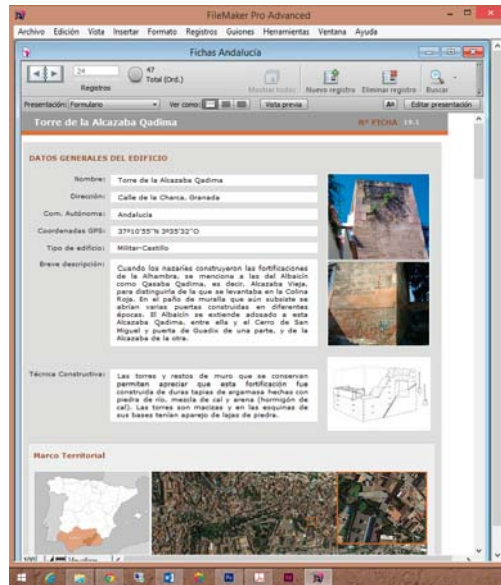 FileMaker Pro Advanced
Archivo Edición Vista Insertar Formato Registros Guiones Herramientas Ventana Ayuda
Fichas Andalucía
24
47
Total (Ord.)
Registros
Mostrar todos
Nuevo registro
Eliminar registro
Buscar
Presentación: Formulario
Ver como:
Vista previa
Aa
Editar presentación
Torre de la Alcazaba Qadima
Nº FICHA
DATOS GENERALES DEL EDIFICIO
Nombre: Torre de la Alcazaba Qadima
Dirección: Calle de la Charca, Granada
Com. Autónoma: Andalucía
Coordenadas GPS: 37º10'55"N 3º35'32"O
Tipo de edificio: Militar-Castillo
Breve descripción:
Cuando los nazaríes construyeron las fortificaciones
de la Alhambra, se menciona a las del Albaicín
como Qasaba Qadima, es decir, Alcazaba Vieja,
para distinguirla de la que se levantaba en la Colina
Roja. En el paño de muralla que aún subsiste se
abrían varias puertas construidas en diferentes
épocas. El Albaicín se extiende adosado a esta
Alcazaba Qadima, entre ella y el Cerro de San
Miguel y puerta de Guadix de una parte, y de la
Alcazaba de la otra.
Técnica Constructiva:
Las torres y restos de muro que se conservan
permiten apreciar que esta fortificación fue
construida de duras tapias de argamasa hechas con
piedra de río, mezcla de cal y arena (hormigón de
cal). Las torres son macizas y en las esquinas de
sus bases tenían aparejo de lajas de piedra.
Marco Territorial
100